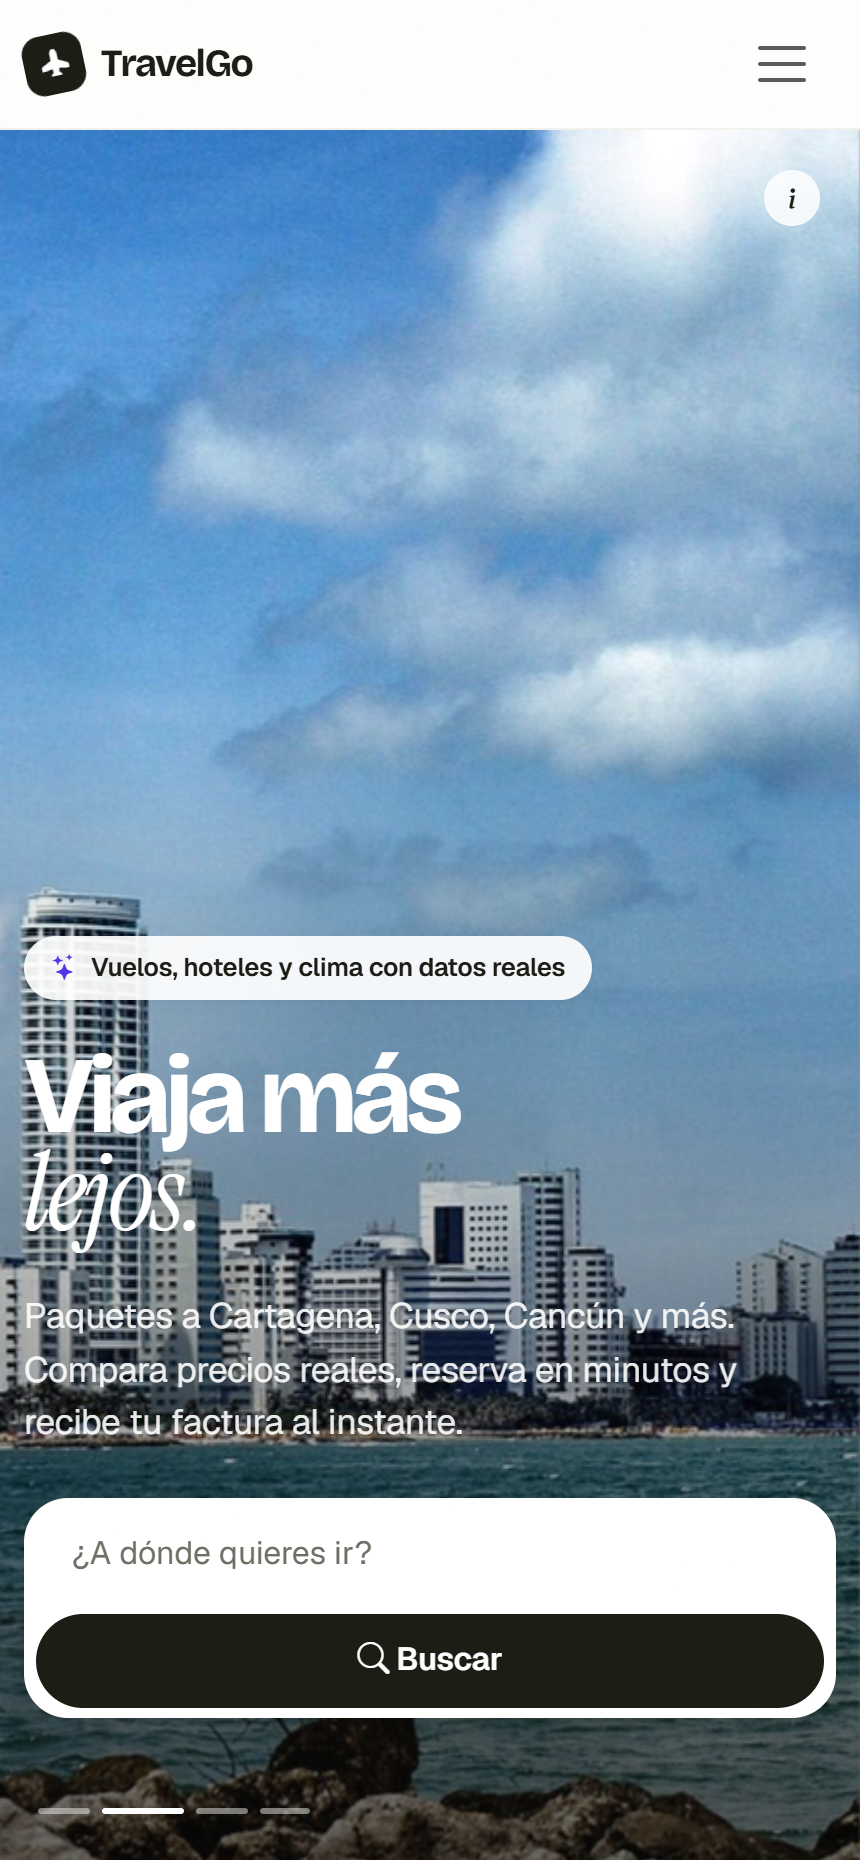 TravelGo
i
Vuelos, hoteles y clima con datos reales
Viaja más
lejos.
Paquetes a Cartagena, Cusco, Cancún y más.
Compara precios reales, reserva en minutos y
recibe tu factura al instante.
¿A dónde quieres ir?
Buscar